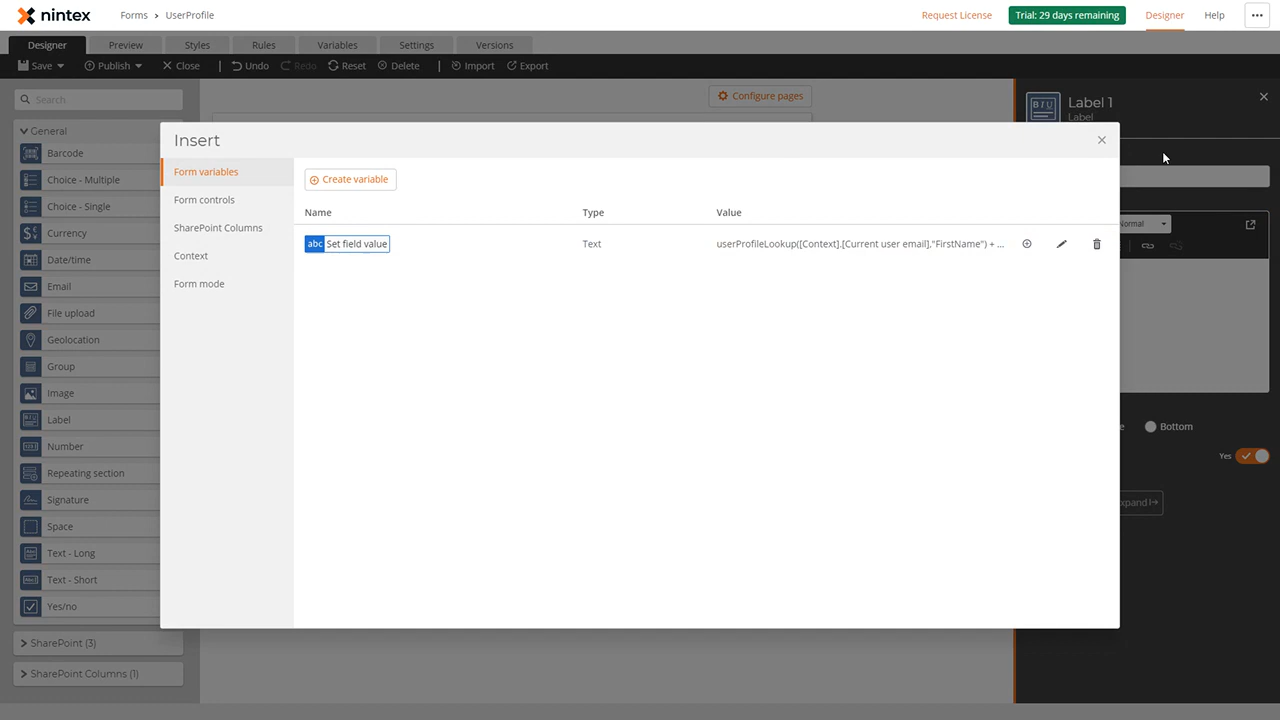 nintex
Forms > UserProfile
Request License
Trial: 29 days remaining
Designer
Help
Designer
Preview
Styles
Rules
Variables
Settings
Versions
Save
Publish
Close
Undo
Redo
Reset
Delete
Import
Export
Search
Configure pages
Label 1
Label
General
Barcode
Choice - Multiple
Choice - Single
Currency
Date/time
Email
File upload
Geolocation
Group
Image
Label
Number
Repeating section
Signature
Space
Text - Long
Text - Short
Yes/no
SharePoint (3)
SharePoint Columns (1)
Insert
Form variables
Form controls
SharePoint Columns
Context
Form mode
Create variable
Name Type Value
abc Set field value Text userProfileLookup([Context].[Current user email],"FirstName") + ...
Normal
Bottom
Yes